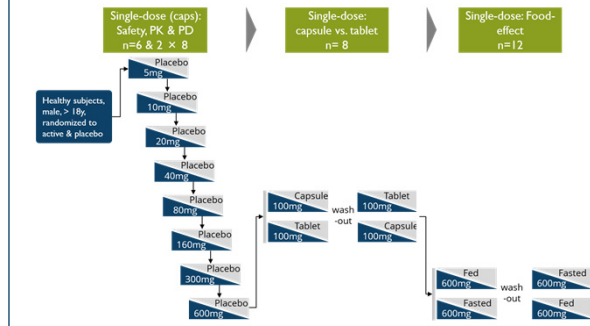 Single-dose (caps):
Safety, PK & PD
n=6 & 2 × 8
Single-dose:
capsule vs. tablet
n= 8
Single-dose: Food-
effect
n=12
Healthy subjects,
male, > 18y,
randomized to
active & placebo
Placebo
5mg
Placebo
10mg
Placebo
20mg
Placebo
40mg
Placebo
80mg
Placebo
160mg
Placebo
300mg
Placebo
600mg
Capsule
100mg
Tablet
100mg
wash
-out
Tablet
100mg
Capsule
100mg
Fed
600mg
Fasted
600mg
wash
-out
Fasted
600mg
Fed
600mg